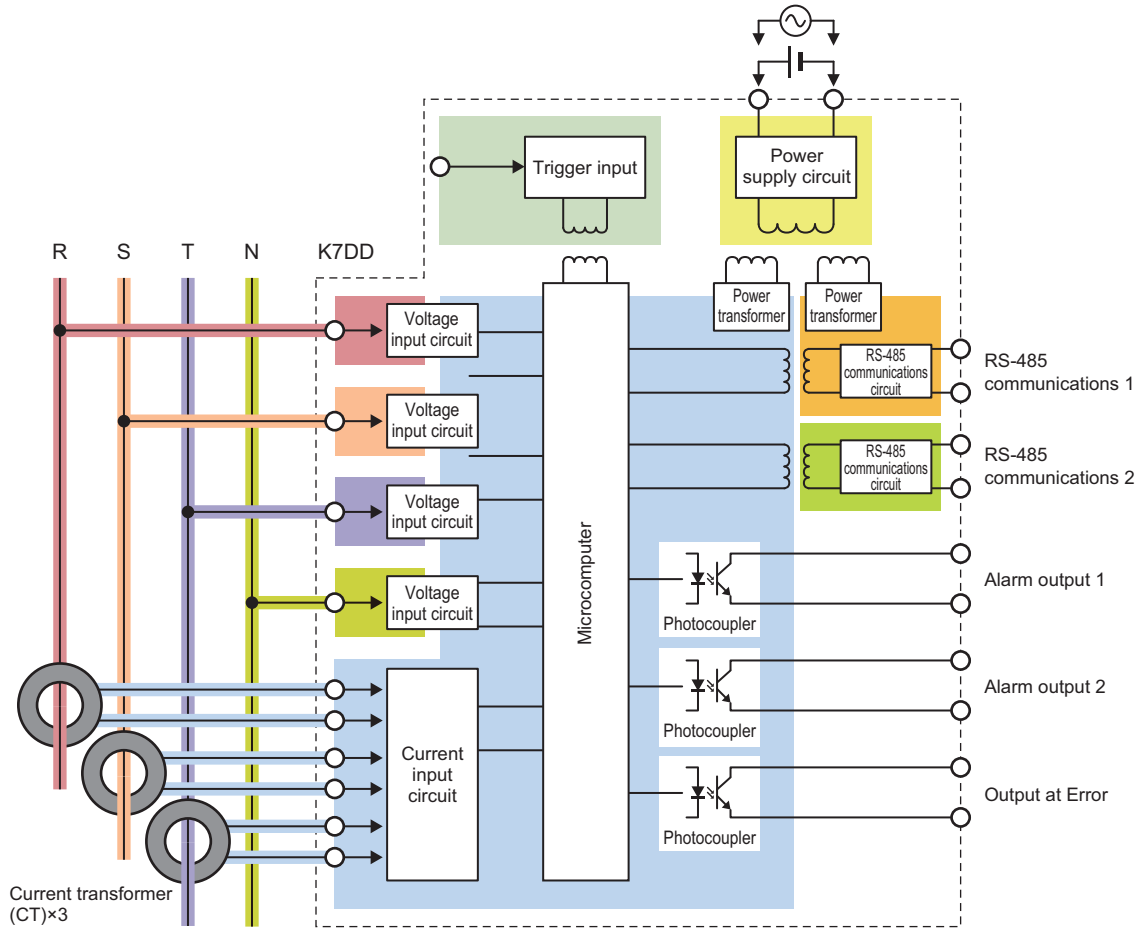 Trigger input
Power
supply circuit
R
S
T
N
K7DD
Voltage
input circuit
Power
transformer
Power
transformer
RS-485
communications
circuit
RS-485
communications 1
Voltage
input circuit
RS-485
communications
circuit
RS-485
communications 2
Voltage
input circuit
Microcomputer
Voltage
input circuit
Photocoupler
Alarm output 1
Photocoupler
Alarm output 2
Current
input
circuit
Photocoupler
Output at Error
Current transformer
(CT)×3